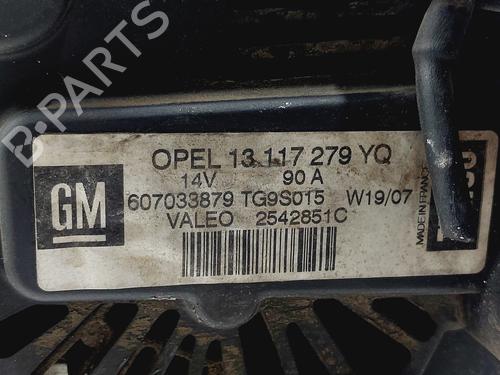 B-PARTS
OPEL 13 117 279 YQ
14V 90 A
GM
607033879 TG9S015 W19/07
VALEO 2542851C
MADE IN FRANCE